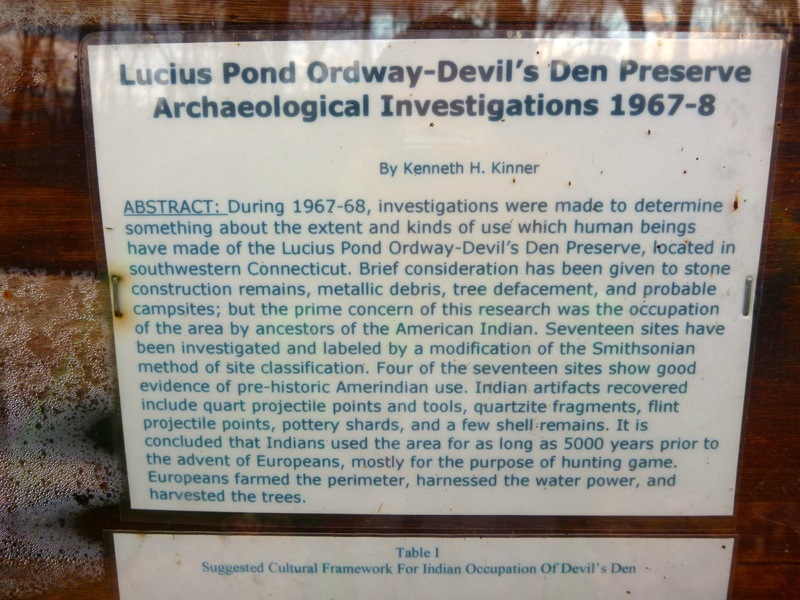 Lucius Pond Ordway-Devil's Den Preserve
Archaeological Investigations 1967-8
By Kenneth H. Kinner
ABSTRACT: During 1967-68, investigations were made to determine
something about the extent and kinds of use which human beings
have made of the Lucius Pond Ordway-Devil's Den Preserve, located in
southwestern Connecticut. Brief consideration has been given to stone
construction remains, metallic debris, tree defacement, and probable
campsites; but the prime concern of this research was the occupation
of the area by ancestors of the American Indian. Seventeen sites have
been investigated and labeled by a modification of the Smithsonian
method of site classification. Four of the seventeen sites show good
evidence of pre-historic Amerindian use. Indian artifacts recovered
include quart projectile points and tools, quartzite fragments, flint
projectile points, pottery shards, and a few shell remains. It is
concluded that Indians used the area for as long as 5000 years prior to
the advent of Europeans, mostly for the purpose of hunting game.
Europeans farmed the perimeter, harnessed the water power, and
harvested the trees.
Table I
Suggested Cultural Framework For Indian Occupation Of Devil's Den